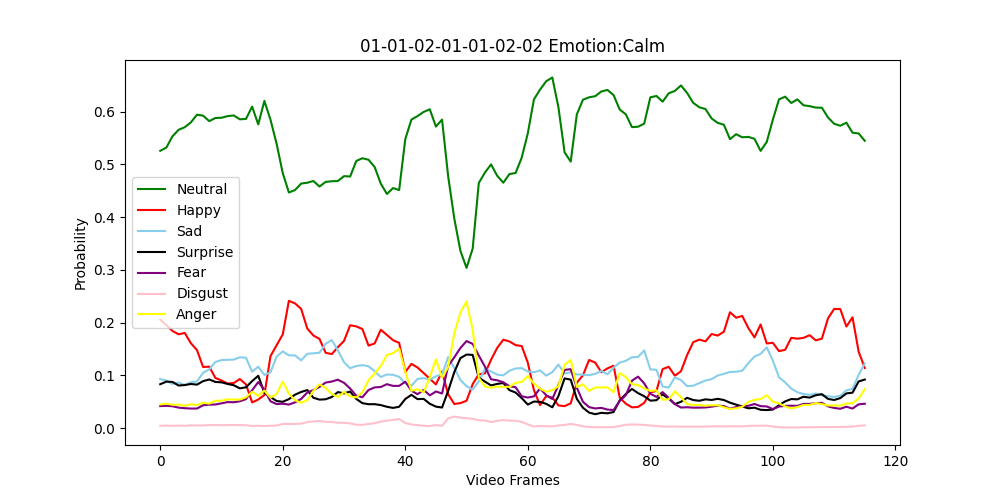 01-01-02-01-01-02-02 Emotion:Calm
Probability
0.6
0.5
0.4
0.3
0.2
0.1
0.0
Neutral
Happy
Sad
Surprise
Fear
Disgust
Anger
0 20 40 60 80 100 120
Video Frames